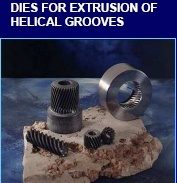 DIES FOR EXTRUSION OF
HELICAL GROOVES